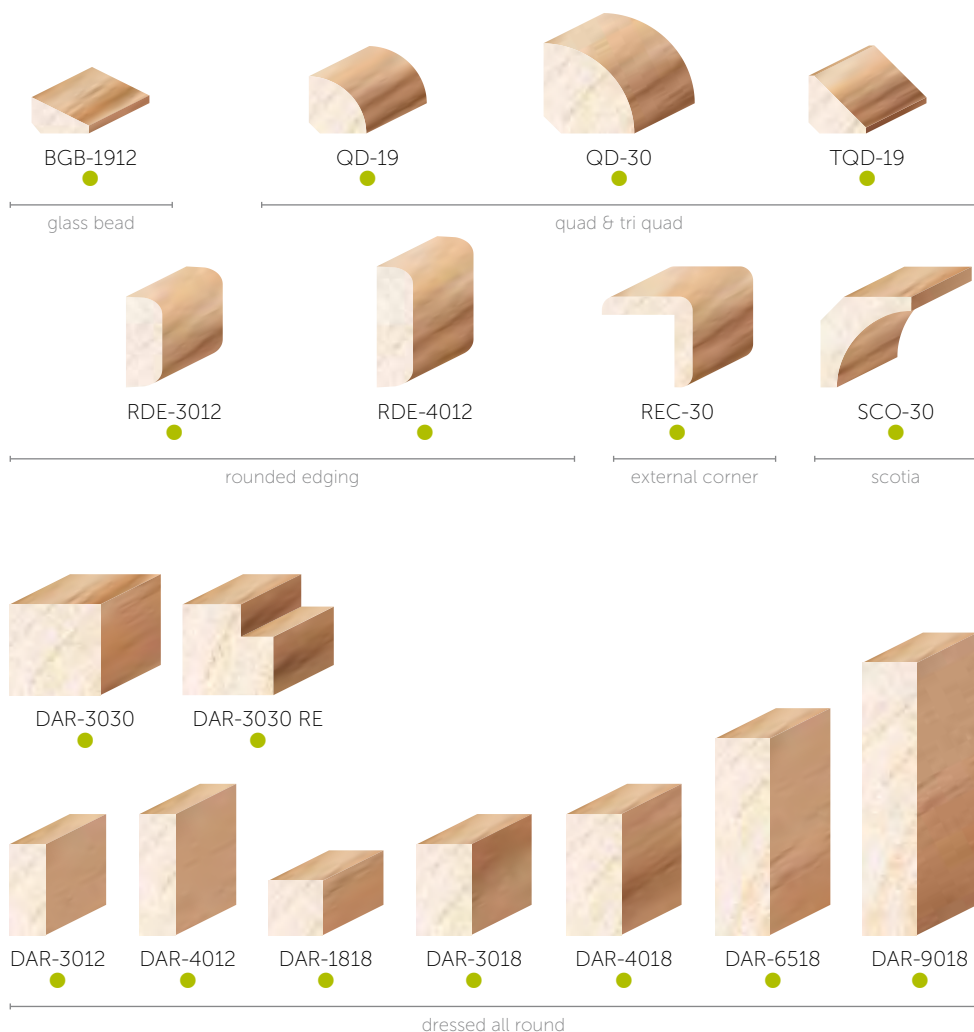 BGB-1912
QD-19
QD-30
TQD-19
glass bead
quad & tri quad
RDE-3012
RDE-4012
REC-30
SCO-30
rounded edging
external corner
scotia
DAR-3030
DAR-3030 RE
DAR-3012
DAR-4012
DAR-1818
DAR-3018
DAR-4018
DAR-6518
DAR-9018
dressed all round